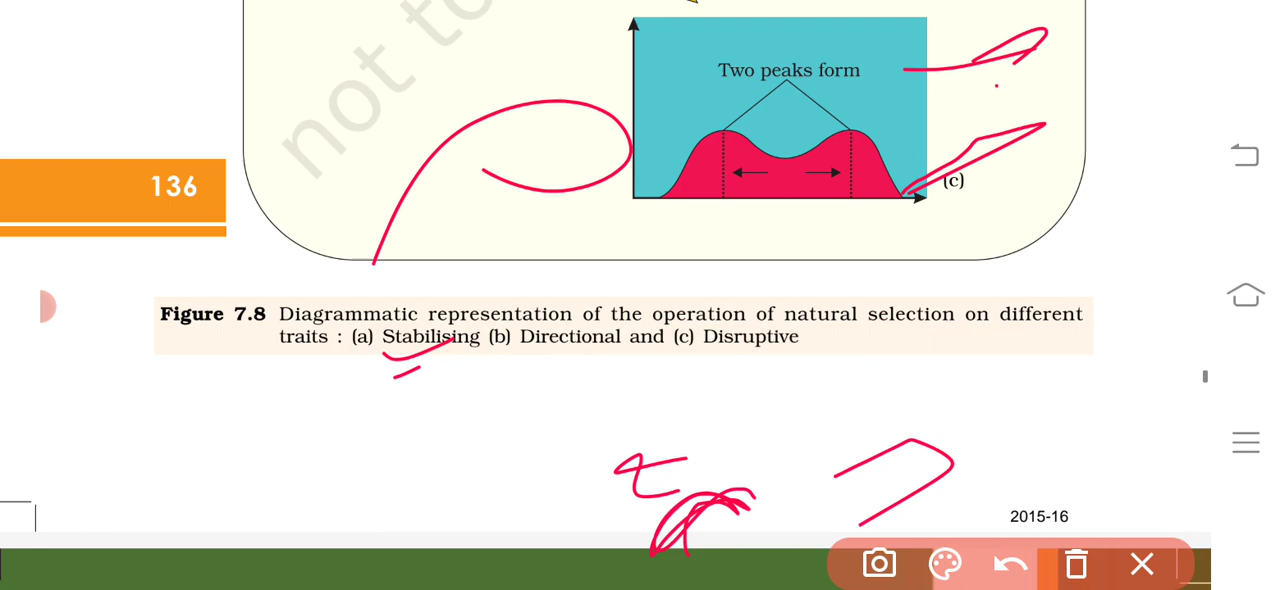 not to
Two peaks form
(c)
136
Figure 7.8 Diagrammatic representation of the operation of natural selection on different
traits : (a) Stabilising (b) Directional and (c) Disruptive
2015-16